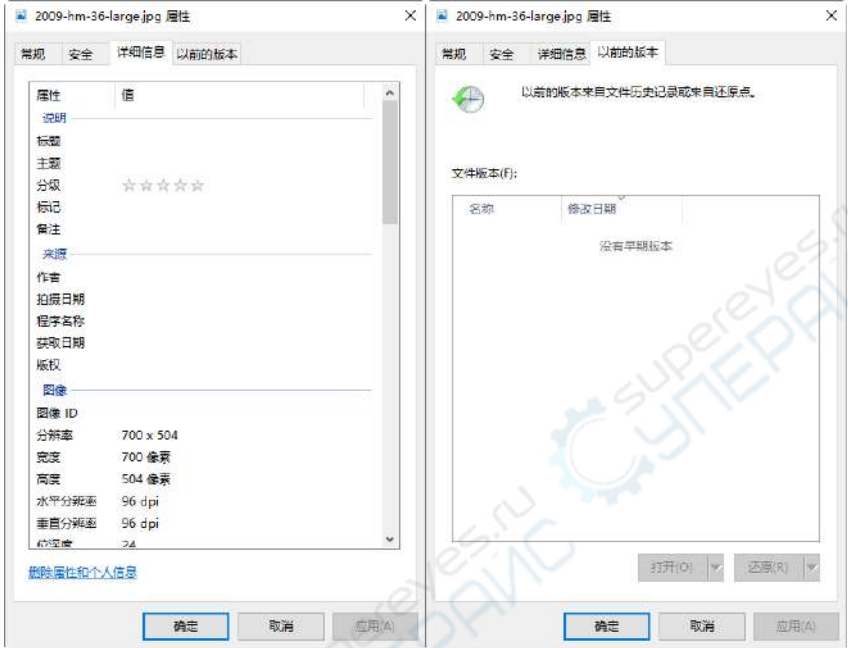 2009-hm-36-large.jpg 属性
常规 安全 详细信息 以前的版本
属性 值
说明
标题
主题
分级 ☆☆☆☆☆
标记
备注
来源
作者
拍摄日期
程序名称
获取日期
版权
图像
图像 ID
分辨率 700 x 504
宽度 700 像素
高度 504 像素
水平分辨率 96 dpi
垂直分辨率 96 dpi
位深度 24
删除属性和个人信息
确定 取消 应用(A)
2009-hm-36-large.jpg 属性
常规 安全 详细信息 以前的版本
以前的版本来自文件历史记录或来自还原点。
文件版本(F):
名称 修改日期
没有早期版本
打开(O) 还原(R)
确定 取消 应用(A)
supereyes.ru
СУПЕРАЙС